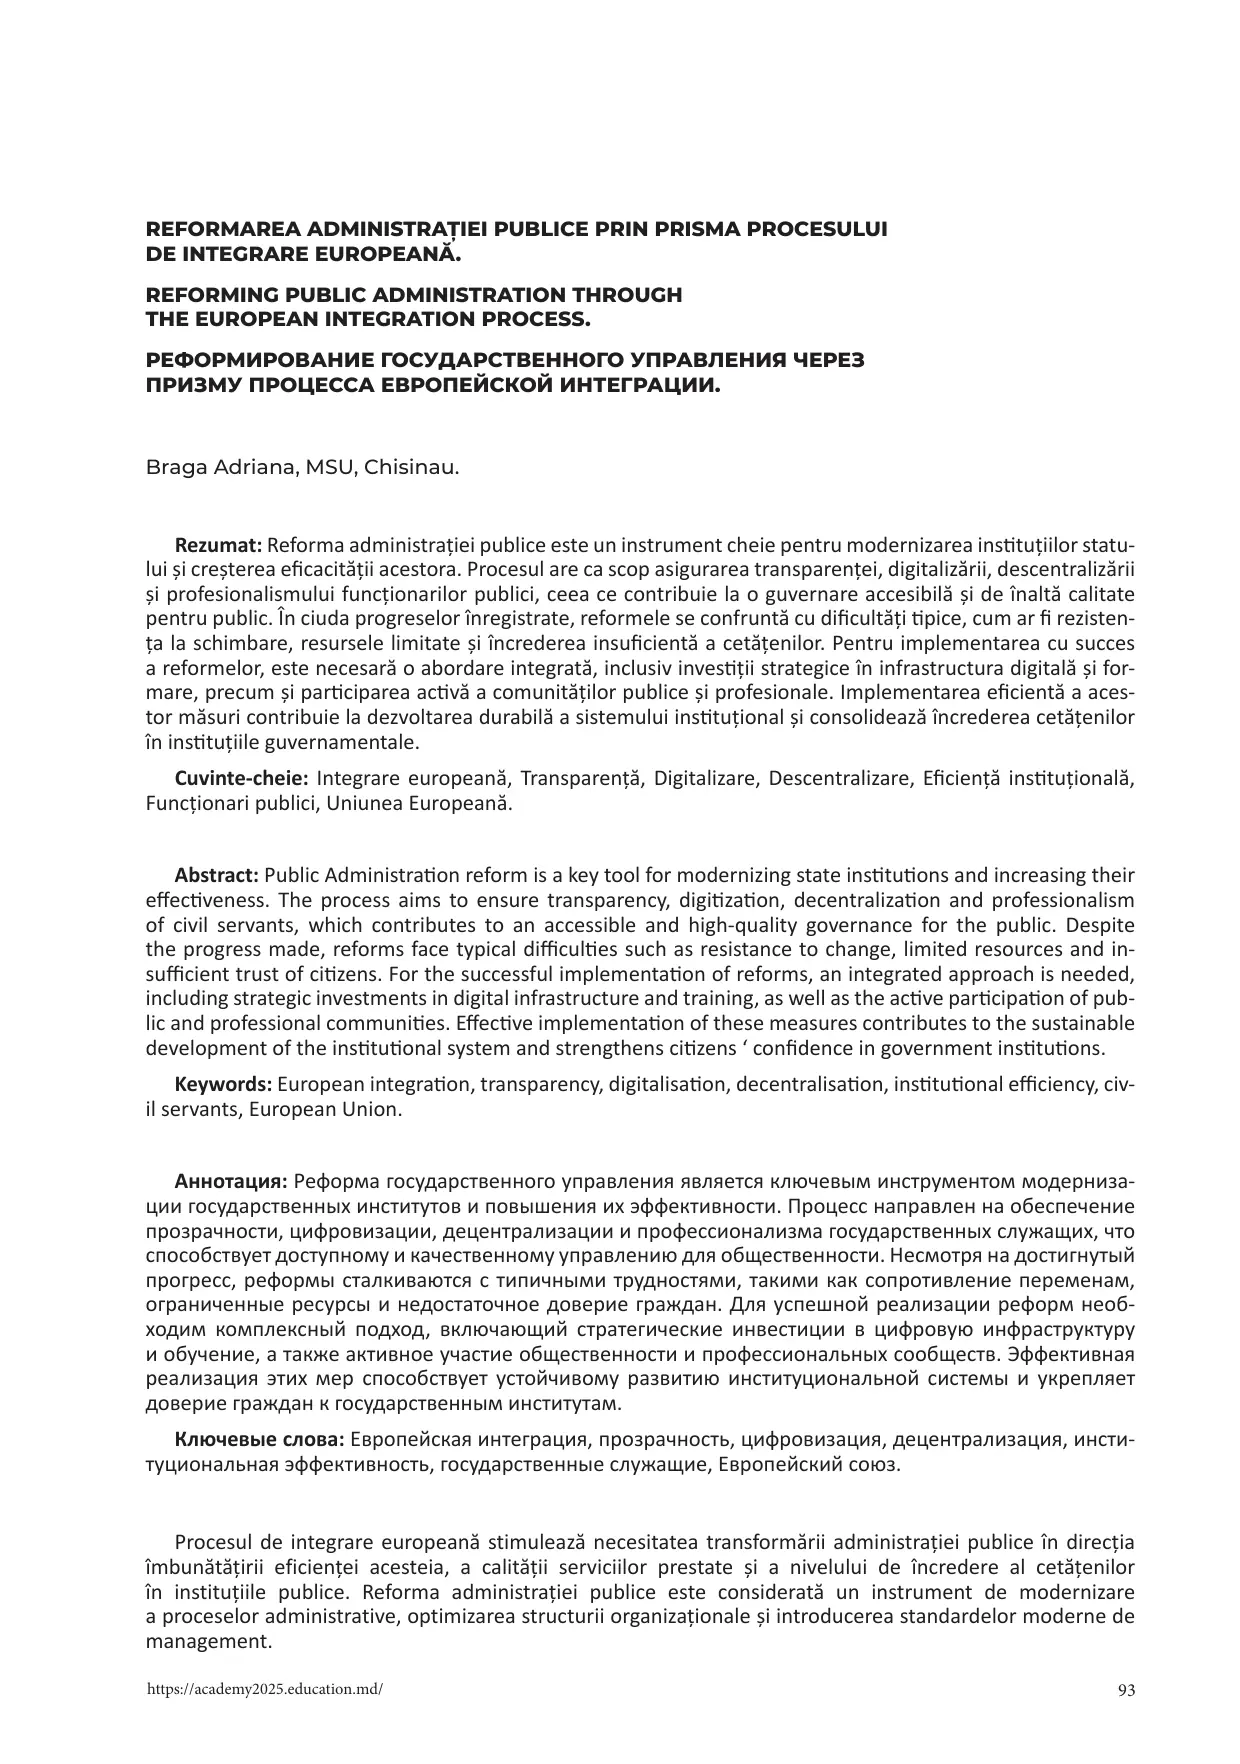 REFORMAREA ADMINISTRAȚIEI PUBLICE PRIN PRISMA PROCESULUI
DE INTEGRARE EUROPEANĂ.
REFORMING PUBLIC ADMINISTRATION THROUGH
THE EUROPEAN INTEGRATION PROCESS.
РЕФОРМИРОВАНИЕ ГОСУДАРСТВЕННОГО УПРАВЛЕНИЯ ЧЕРЕЗ
ПРИЗМУ ПРОЦЕССА ЕВРОПЕЙСКОЙ ИНТЕГРАЦИИ.
Braga Adriana, MSU, Chisinau.
Rezumat: Reforma administrației publice este un instrument cheie pentru modernizarea instituțiilor statu-
lui și creșterea eficacității acestora. Procesul are ca scop asigurarea transparenței, digitalizării, descentralizării
și profesionalismului funcționarilor publici, ceea ce contribuie la o guvernare accesibilă și de înaltă calitate
pentru public. În ciuda progreselor înregistrate, reformele se confruntă cu dificultăți tipice, cum ar fi rezisten-
ța la schimbare, resursele limitate și încrederea insuficientă a cetățenilor. Pentru implementarea cu succes
a reformelor, este necesară o abordare integrată, inclusiv investiții strategice în infrastructura digitală și for-
mare, precum și participarea activă a comunităților publice și profesionale. Implementarea eficientă a aces-
tor măsuri contribuie la dezvoltarea durabilă a sistemului instituțional și consolidează încrederea cetățenilor
în instituțiile guvernamentale.
Cuvinte-cheie: Integrare europeană, Transparență, Digitalizare, Descentralizare, Eficiență instituțională,
Funcționari publici, Uniunea Europeană.
Abstract: Public Administration reform is a key tool for modernizing state institutions and increasing their
effectiveness. The process aims to ensure transparency, digitization, decentralization and professionalism
of civil servants, which contributes to an accessible and high-quality governance for the public. Despite
the progress made, reforms face typical difficulties such as resistance to change, limited resources and in-
sufficient trust of citizens. For the successful implementation of reforms, an integrated approach is needed,
including strategic investments in digital infrastructure and training, as well as the active participation of pub-
lic and professional communities. Effective implementation of these measures contributes to the sustainable
development of the institutional system and strengthens citizens ‘ confidence in government institutions.
Keywords: European integration, transparency, digitalisation, decentralisation, institutional efficiency, civ-
il servants, European Union.
Аннотация: Реформа государственного управления является ключевым инструментом модерниза-
ции государственных институтов и повышения их эффективности. Процесс направлен на обеспечение
прозрачности, цифровизации, децентрализации и профессионализма государственных служащих, что
способствует доступному и качественному управлению для общественности. Несмотря на достигнутый
прогресс, реформы сталкиваются с типичными трудностями, такими как сопротивление переменам,
ограниченные ресурсы и недостаточное доверие граждан. Для успешной реализации реформ необ-
ходим комплексный подход, включающий стратегические инвестиции в цифровую инфраструктуру
и обучение, а также активное участие общественности и профессиональных сообществ. Эффективная
реализация этих мер способствует устойчивому развитию институциональной системы и укрепляет
доверие граждан к государственным институтам.
Ключевые слова: Европейская интеграция, прозрачность, цифровизация, децентрализация, инсти-
туциональная эффективность, государственные служащие, Европейский союз.
Procesul de integrare europeană stimulează necesitatea transformării administrației publice în direcția
îmbunătățirii eficienței acesteia, a calității serviciilor prestate și a nivelului de încredere al cetățenilor
în instituțiile publice. Reforma administrației publice este considerată un instrument de modernizare
a proceselor administrative, optimizarea structurii organizaționale și introducerea standardelor moderne de
management.
https://academy2025.education.md/
93